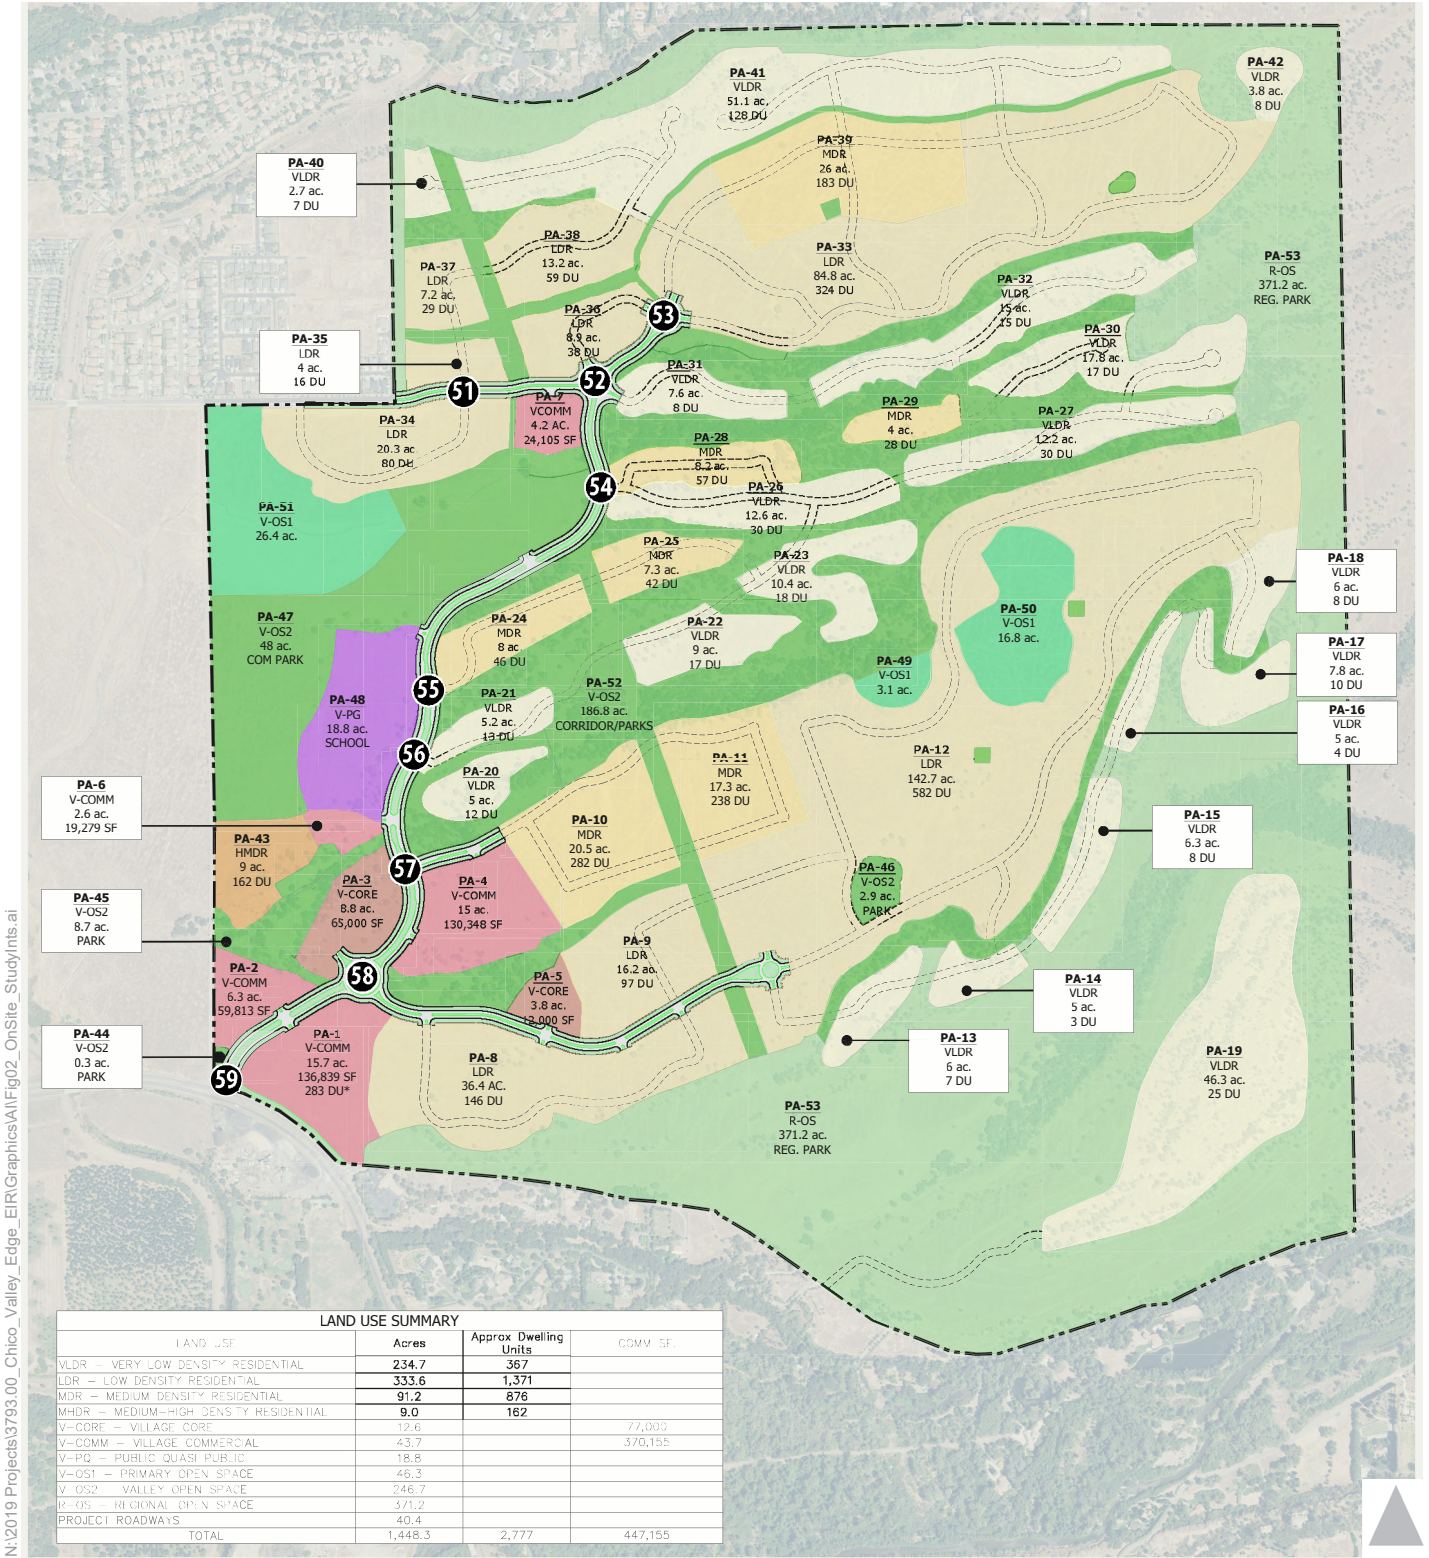 PA-41
VLDR
51.1 ac.
128 DU
PA-42
VLDR
3.8 ac.
8 DU
PA-40
VLDR
2.7 ac.
7 DU
PA-39
MDR
26 ac.
183 DU
PA-38
LDR
13.2 ac.
59 DU
PA-37
LDR
7.2 ac.
29 DU
PA-33
LDR
84.8 ac.
324 DU
PA-53
R-OS
371.2 ac.
REG. PARK
PA-32
VLDR
15 ac.
15 DU
PA-36
LDR
8.9 ac.
38 DU
53
PA-30
VLDR
17.8 ac.
17 DU
PA-35
LDR
4 ac.
16 DU
51
52
PA-31
VLDR
7.6 ac.
8 DU
PA-7
VCOMM
4.2 AC.
24,105 SF
PA-34
LDR
20.3 ac
80 DU
PA-29
MDR
4 ac.
28 DU
PA-27
VLDR
12.2 ac.
30 DU
PA-28
MDR
8.2 ac.
57 DU
54
PA-26
VLDR
12.6 ac.
30 DU
PA-51
V-OS1
26.4 ac.
PA-25
MDR
7.3 ac.
42 DU
PA-23
VLDR
10.4 ac.
18 DU
PA-18
VLDR
6 ac.
8 DU
PA-50
V-OS1
16.8 ac.
PA-47
V-OS2
48 ac.
COM PARK
PA-24
MDR
8 ac.
46 DU
PA-22
VLDR
9 ac.
17 DU
PA-17
VLDR
7.8 ac.
10 DU
PA-49
V-OS1
3.1 ac.
55
PA-48
V-PG
18.8 ac.
SCHOOL
PA-21
VLDR
5.2 ac.
13 DU
PA-52
V-OS2
186.8 ac.
CORRIDOR/PARKS
PA-16
VLDR
5 ac.
4 DU
56
PA-12
LDR
142.7 ac.
582 DU
PA-11
MDR
17.3 ac.
238 DU
PA-20
VLDR
5 ac.
12 DU
PA-6
V-COMM
2.6 ac.
19,279 SF
PA-15
VLDR
6.3 ac.
8 DU
PA-10
MDR
20.5 ac.
282 DU
PA-43
HMDR
9 ac.
162 DU
57
PA-46
V-OS2
2.9 ac.
PARK
PA-3
V-CORE
8.8 ac.
65,000 SF
PA-4
V-COMM
15 ac.
130,348 SF
PA-45
V-OS2
8.7 ac.
PARK
PA-9
LDR
16.2 ac.
97 DU
PA-2
V-COMM
6.3 ac.
59,813 SF
58
PA-5
V-CORE
3.8 ac.
12,000 SF
PA-14
VLDR
5 ac.
3 DU
PA-44
V-OS2
0.3 ac.
PARK
PA-1
V-COMM
15.7 ac.
136,839 SF
283 DU*
PA-13
VLDR
6 ac.
7 DU
59
PA-8
LDR
36.4 AC.
146 DU
PA-19
VLDR
46.3 ac.
25 DU
PA-53
R-OS
371.2 ac.
REG. PARK
LAND USE SUMMARY
LAND USE Acres Approx Dwelling Units COMM SF.
VLDR – VERY LOW DENSITY RESIDENTIAL 234.7 367
LDR – LOW DENSITY RESIDENTIAL 333.6 1,371
MDR – MEDIUM DENSITY RESIDENTIAL 91.2 876
MHDR – MEDIUM-HIGH DENSITY RESIDENTIAL 9.0 162
V-CORE – VILLAGE CORE 12.6 77,000
V-COMM – VILLAGE COMMERCIAL 43.7 370,155
V-PQ – PUBLIC QUASI PUBLIC 18.8
V-OS1 – PRIMARY OPEN SPACE 46.3
V OS2 – VALLEY OPEN SPACE 246.7
R-OS – REGIONAL OPEN SPACE 371.2
PROJECT ROADWAYS 40.4
TOTAL 1,448.3 2,777 447,155
N:\2019 Projects\3793.00_Chico_Valley_Edge_EIR\Graphics\AI\Fig02_OnSite_StudyInts.ai